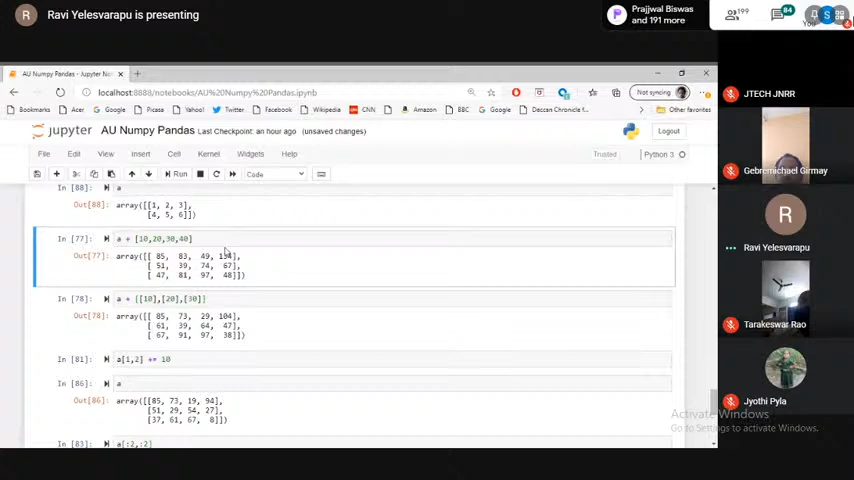 R
Ravi Yelesvarapu is presenting
P
Prajjwal Biswas
and 191 more
199
84
You
S
AU Numpy Pandas - Jupyter No
localhost:8888/notebooks/AU%20Numpy%20Pandas.ipynb
Not syncing
Bookmarks
Acer
Google
Picasa
Yahoo!
Twitter
Facebook
Wikipedia
CNN
Amazon
BBC
Google
Deccan Chronicle
Other favorites
jupyter
AU Numpy Pandas
Last Checkpoint: an hour ago
(unsaved changes)
Logout
File
Edit
View
Insert
Cell
Kernel
Widgets
Help
Trusted
Python 3
Run
Code
In [88]:
a
Out[88]:
array([[1, 2, 3],
[4, 5, 6]])
In [77]:
a + [10,20,30,40]
Out[77]:
array([[ 85, 83, 49, 134],
[ 51, 39, 74, 67],
[ 47, 81, 97, 48]])
In [78]:
a + [[10],[20],[30]]
Out[78]:
array([[ 85, 73, 29, 104],
[ 61, 39, 64, 47],
[ 67, 91, 97, 38]])
In [81]:
a[1,2] += 10
In [86]:
a
Out[86]:
array([[85, 73, 19, 94],
[51, 29, 54, 27],
[37, 61, 67, 8]])
In [83]:
a[:2,:2]
JTECH JNRR
Gebremichael Girmay
R
Ravi Yelesvarapu
Tarakeswar Rao
Jyothi Pyla
Activate Windows
Go to Settings to activate Windows.